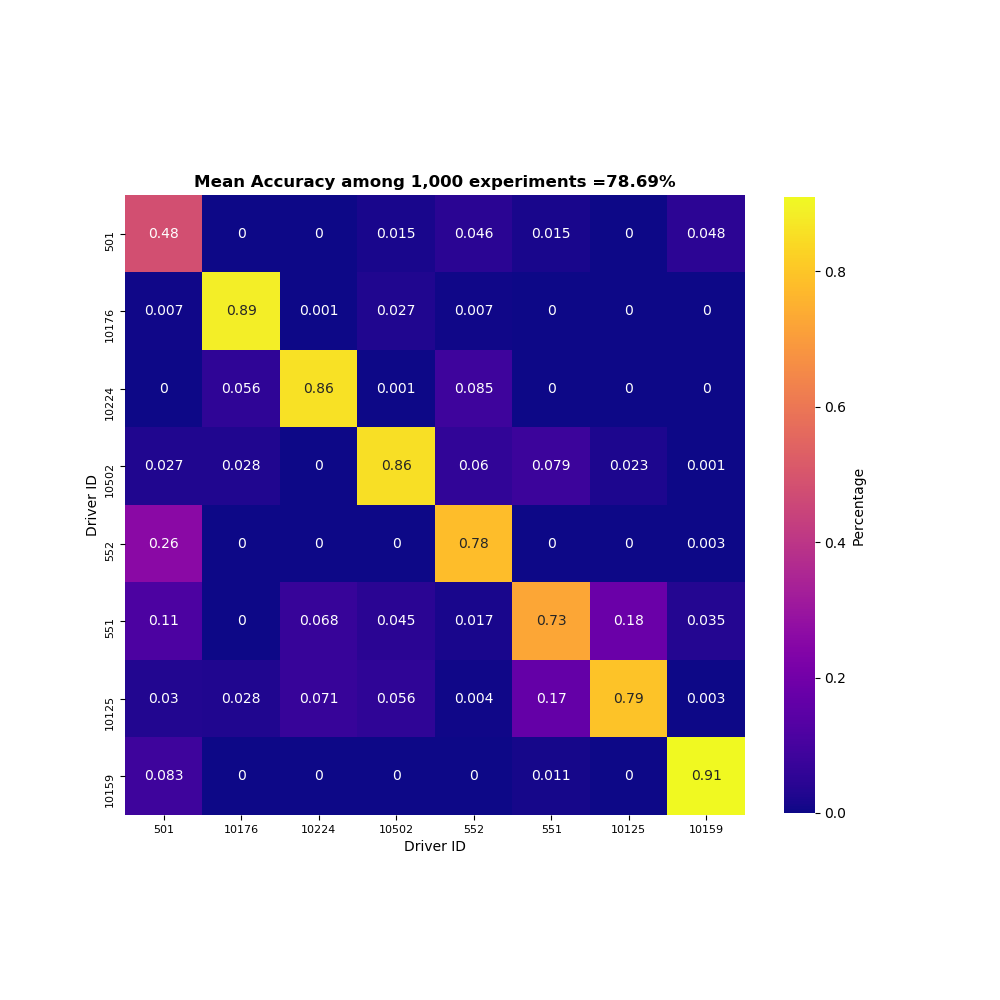 Mean Accuracy among 1,000 experiments =78.69%
501 0.48 0 0 0.015 0.046 0.015 0 0.048
10176 0.007 0.89 0.001 0.027 0.007 0 0 0
10224 0 0.056 0.86 0.001 0.085 0 0 0
10502 0.027 0.028 0 0.86 0.06 0.079 0.023 0.001
552 0.26 0 0 0 0.78 0 0 0.003
551 0.11 0 0.068 0.045 0.017 0.73 0.18 0.035
10125 0.03 0.028 0.071 0.056 0.004 0.17 0.79 0.003
10159 0.083 0 0 0 0 0.011 0 0.91
501 10176 10224 10502 552 551 10125 10159
Driver ID
Driver ID
0.8
0.6
0.4
0.2
0.0
Percentage